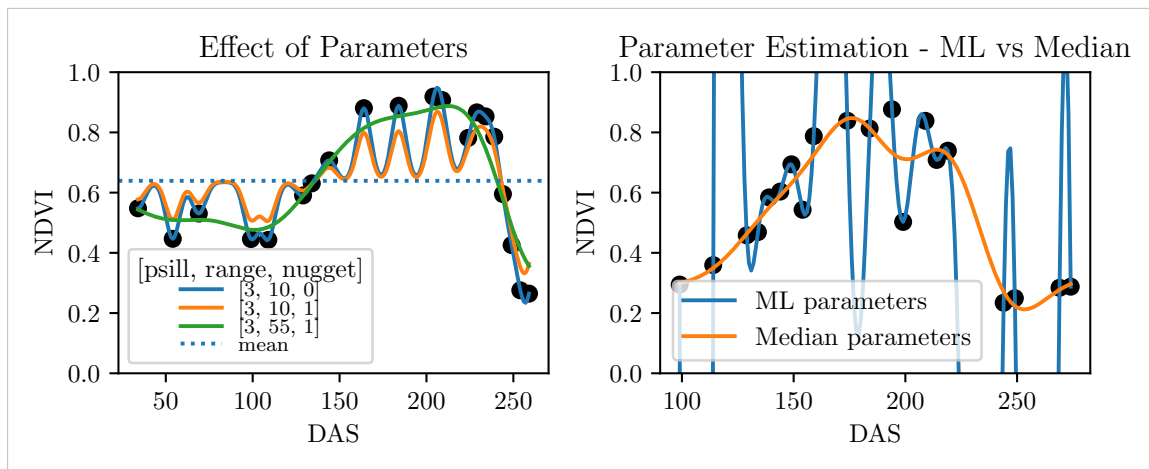 Effect of Parameters
1.0
0.8
0.6
0.4
0.2
0.0
NDVI
[psill, range, nugget]
[3, 10, 0]
[3, 10, 1]
[3, 55, 1]
mean
50 100 150 200 250
DAS
Parameter Estimation - ML vs Median
1.0
0.8
0.6
0.4
0.2
0.0
NDVI
ML parameters
Median parameters
100 150 200 250
DAS